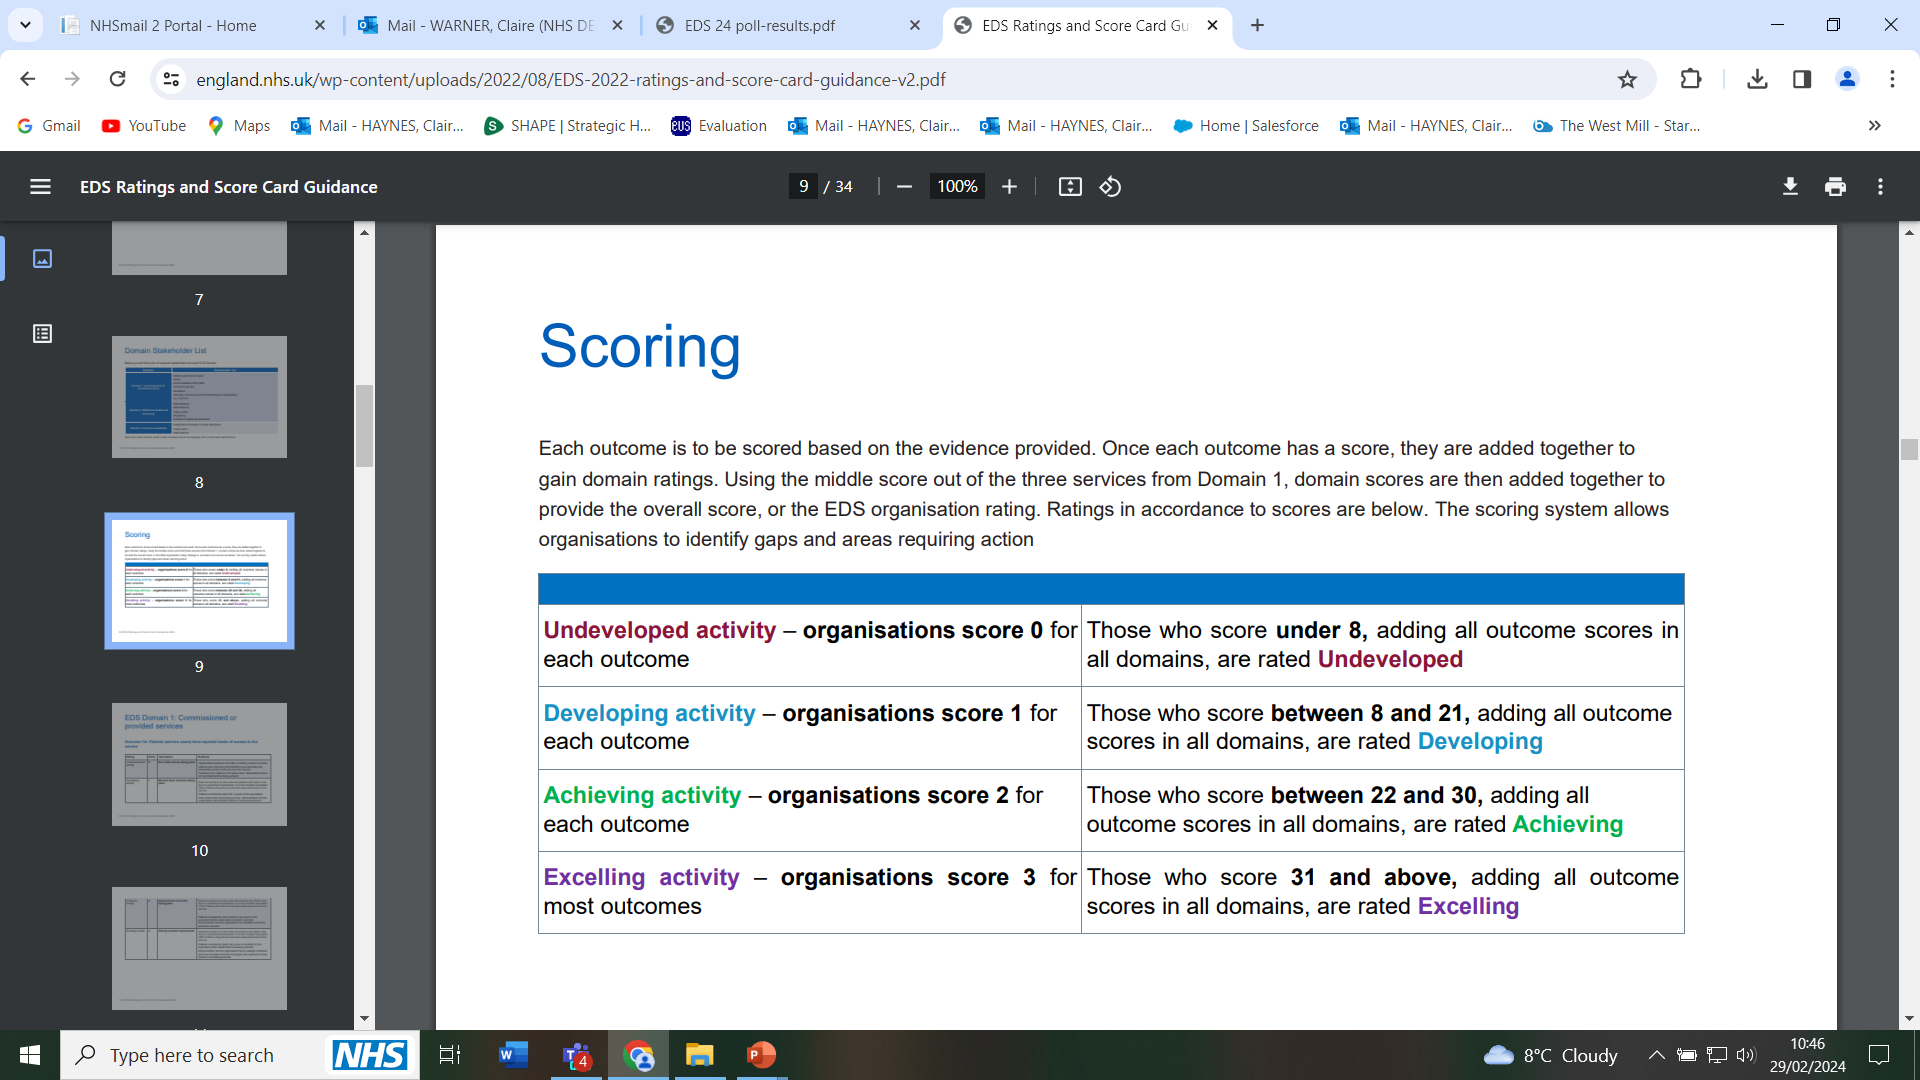 NHSmail 2 Portal - Home
Mail - WARNER, Claire (NHS DE
EDS 24 poll-results.pdf
EDS Ratings and Score Card Gui
england.nhs.uk/wp-content/uploads/2022/08/EDS-2022-ratings-and-score-card-guidance-v2.pdf
Gmail
YouTube
Maps
Mail - HAYNES, Clair...
SHAPE | Strategic H...
Evaluation
Mail - HAYNES, Clair...
Mail - HAYNES, Clair...
Home | Salesforce
Mail - HAYNES, Clair...
The West Mill - Star...
EDS Ratings and Score Card Guidance
9 / 34
100%
7
Domain Stakeholder List
8
Scoring
9
EDS Domain 1: Commissioned or
provided services
10
Scoring
Each outcome is to be scored based on the evidence provided. Once each outcome has a score, they are added together to
gain domain ratings. Using the middle score out of the three services from Domain 1, domain scores are then added together to
provide the overall score, or the EDS organisation rating. Ratings in accordance to scores are below. The scoring system allows
organisations to identify gaps and areas requiring action
Undeveloped activity – organisations score 0 for
each outcome
Those who score under 8, adding all outcome scores in
all domains, are rated Undeveloped
Developing activity – organisations score 1 for
each outcome
Those who score between 8 and 21, adding all outcome
scores in all domains, are rated Developing
Achieving activity – organisations score 2 for
each outcome
Those who score between 22 and 30, adding all
outcome scores in all domains, are rated Achieving
Excelling activity – organisations score 3 for
most outcomes
Those who score 31 and above, adding all outcome
scores in all domains, are rated Excelling
Type here to search
NHS
4
8°C Cloudy
10:46
29/02/2024